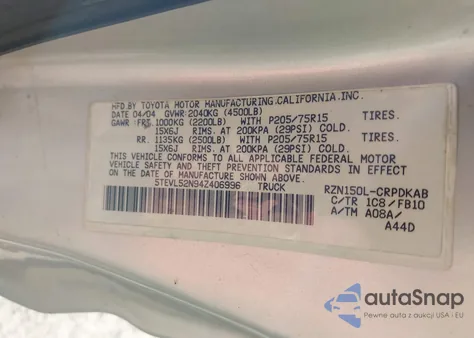 MFD BY TOYOTA MOTOR MANUFACTURING,CALIFORNIA,INC.
DATE 04/04 GVWR:2040KG (4500LB)
GAWR: FR: 1000KG (2200LB) WITH P205/75R15 TIRES.
15X6J RIMS. AT 200KPA (29PSI) COLD.
RR: 1135KG (2500LB) WITH P205/75R15 TIRES.
15X6J RIMS. AT 200KPA (29PSI) COLD.
THIS VEHICLE CONFORMS TO ALL APPLICABLE FEDERAL MOTOR
VEHICLE SAFETY AND THEFT PREVENTION STANDARDS IN EFFECT
ON THE DATE OF MANUFACTURE SHOWN ABOVE.
5TEVL52N94Z406996 TRUCK
RZN150L-CRPDKAB
C/TR 1C8/FB10
A/TM A08A/
A44D
autoSnap
Pewne auta z aukcji USA i EU